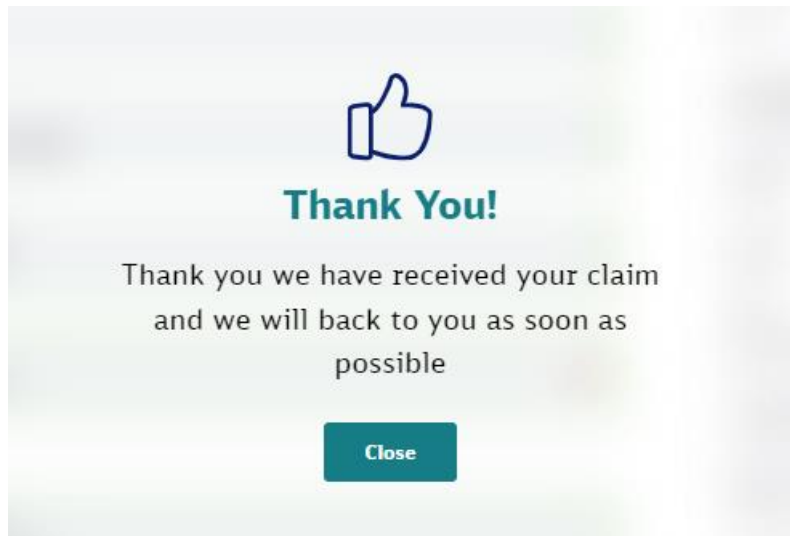 Thank You!
Thank you we have received your claim
and we will back to you as soon as
possible
Close